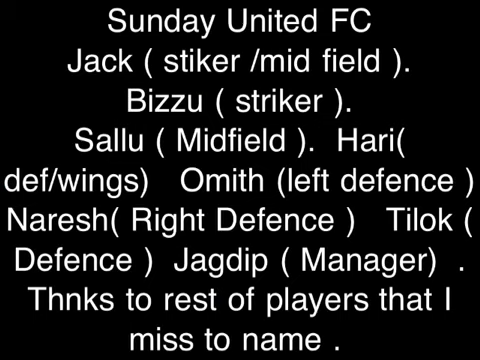 Sunday United FC
Jack ( stiker /mid field ).
Bizzu ( striker ).
Sallu ( Midfield ). Hari(
def/wings) Omith (left defence )
Naresh( Right Defence ) Tilok (
Defence ) Jagdip ( Manager) .
Thnks to rest of players that I
miss to name .